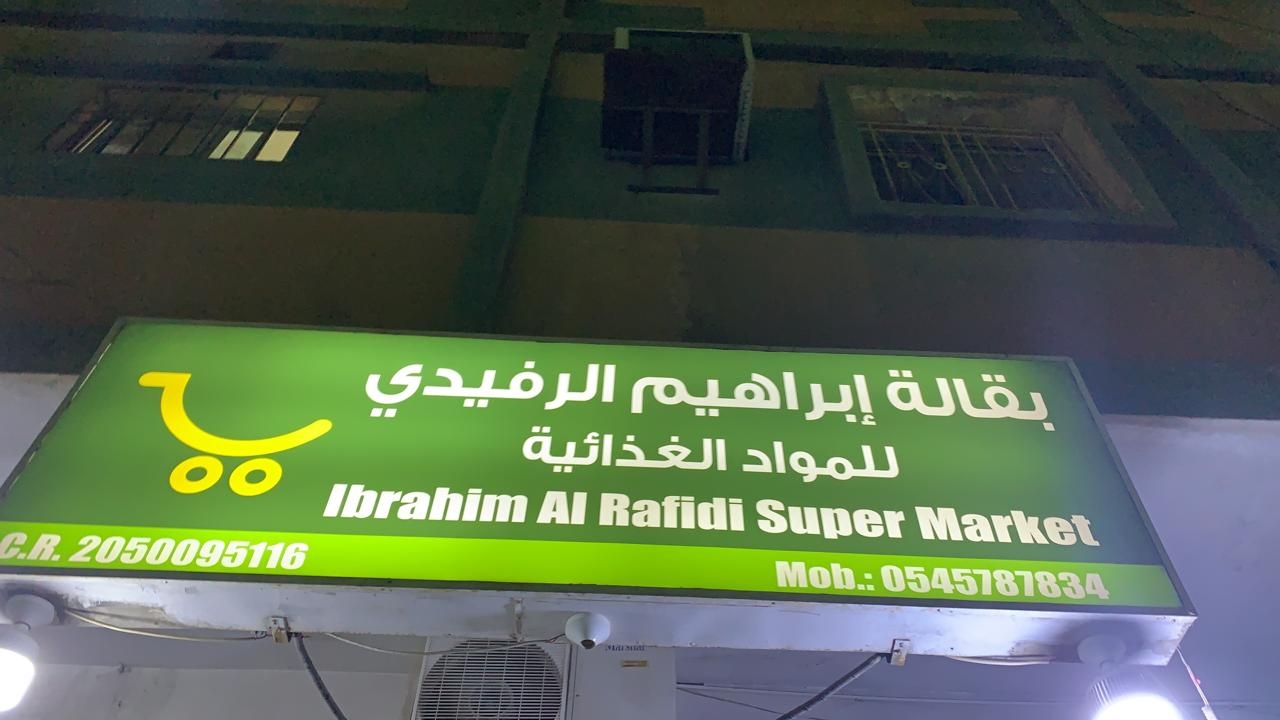 بقالة إبراهيم الرفيدي
للمواد الغذائية
Ibrahim Al Rafidi Super Market
C.R. 2050095116
Mob.: 0545787834